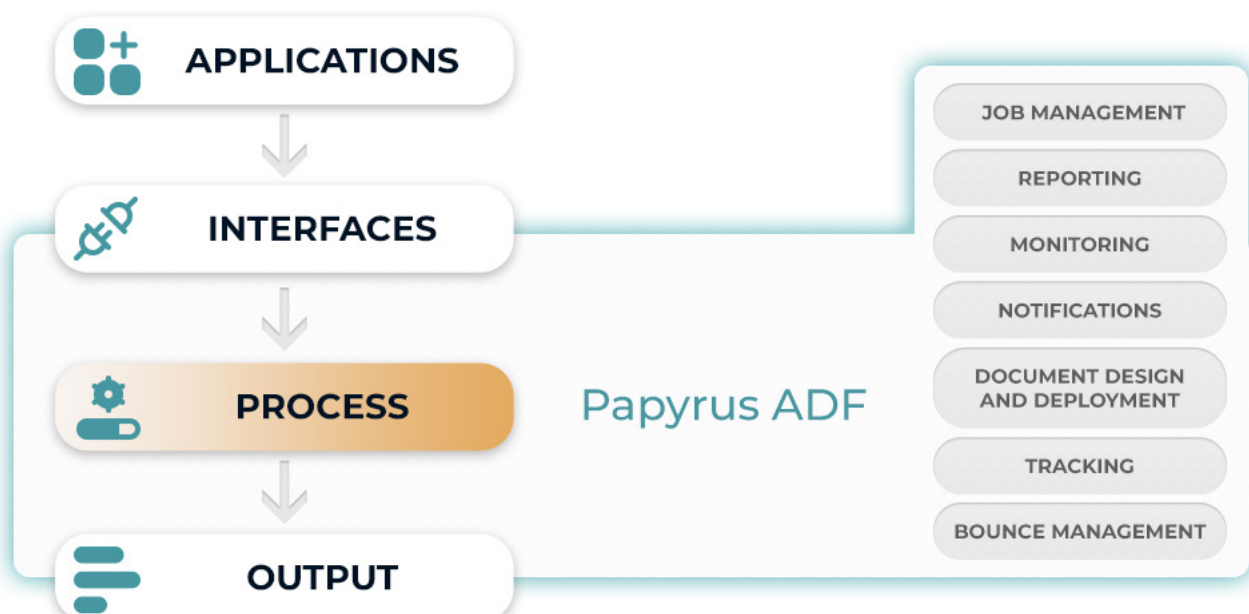 APPLICATIONS
INTERFACES
PROCESS
OUTPUT
Papyrus ADF
JOB MANAGEMENT
REPORTING
MONITORING
NOTIFICATIONS
DOCUMENT DESIGN
AND DEPLOYMENT
TRACKING
BOUNCE MANAGEMENT